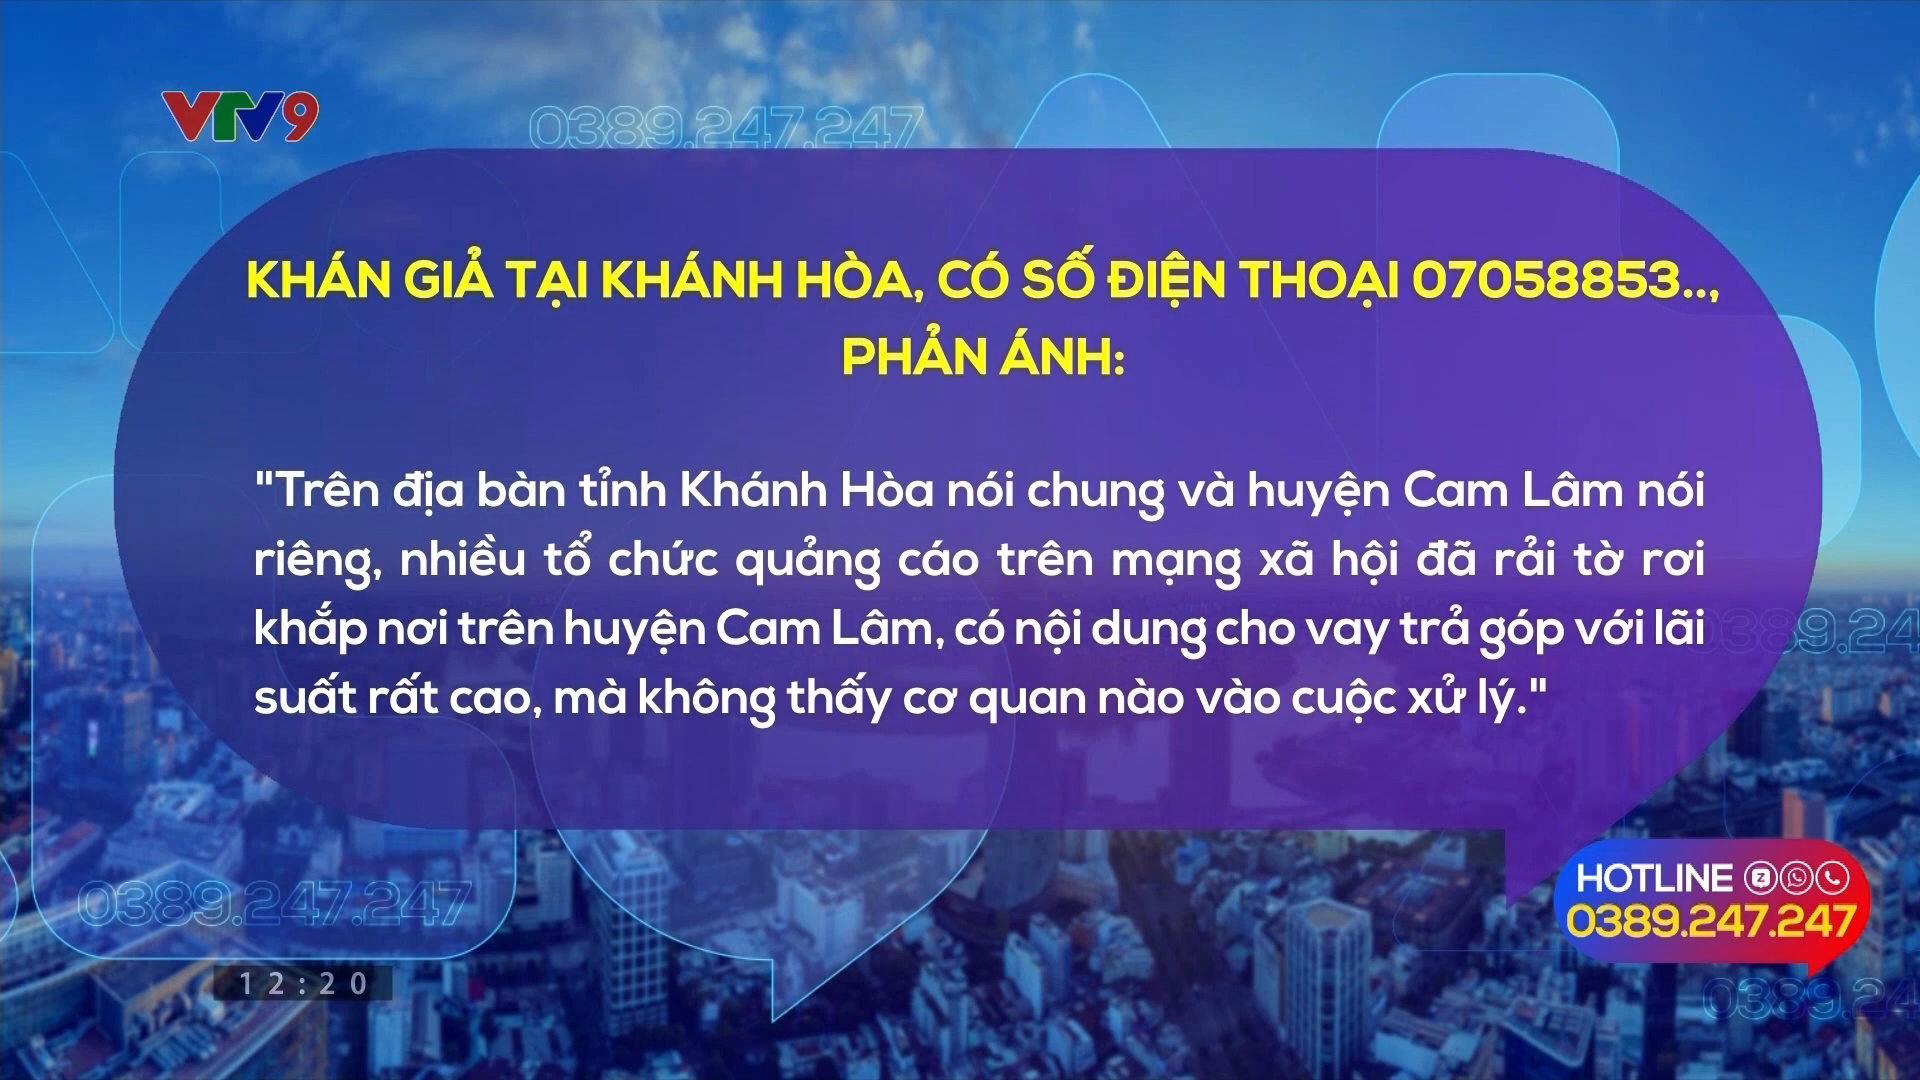 VTV9
0389.247.247
KHÁN GIẢ TẠI KHÁNH HÒA, CÓ SỐ ĐIỆN THOẠI 07058853..,
PHẢN ÁNH:
"Trên địa bàn tỉnh Khánh Hòa nói chung và huyện Cam Lâm nói
riêng, nhiều tổ chức quảng cáo trên mạng xã hội đã rải tờ rơi
khắp nơi trên huyện Cam Lâm, có nội dung cho vay trả góp với lãi
suất rất cao, mà không thấy cơ quan nào vào cuộc xử lý."
0389.24
HOTLINE
0389.247.247
0389.247.247
12:20
0389.24